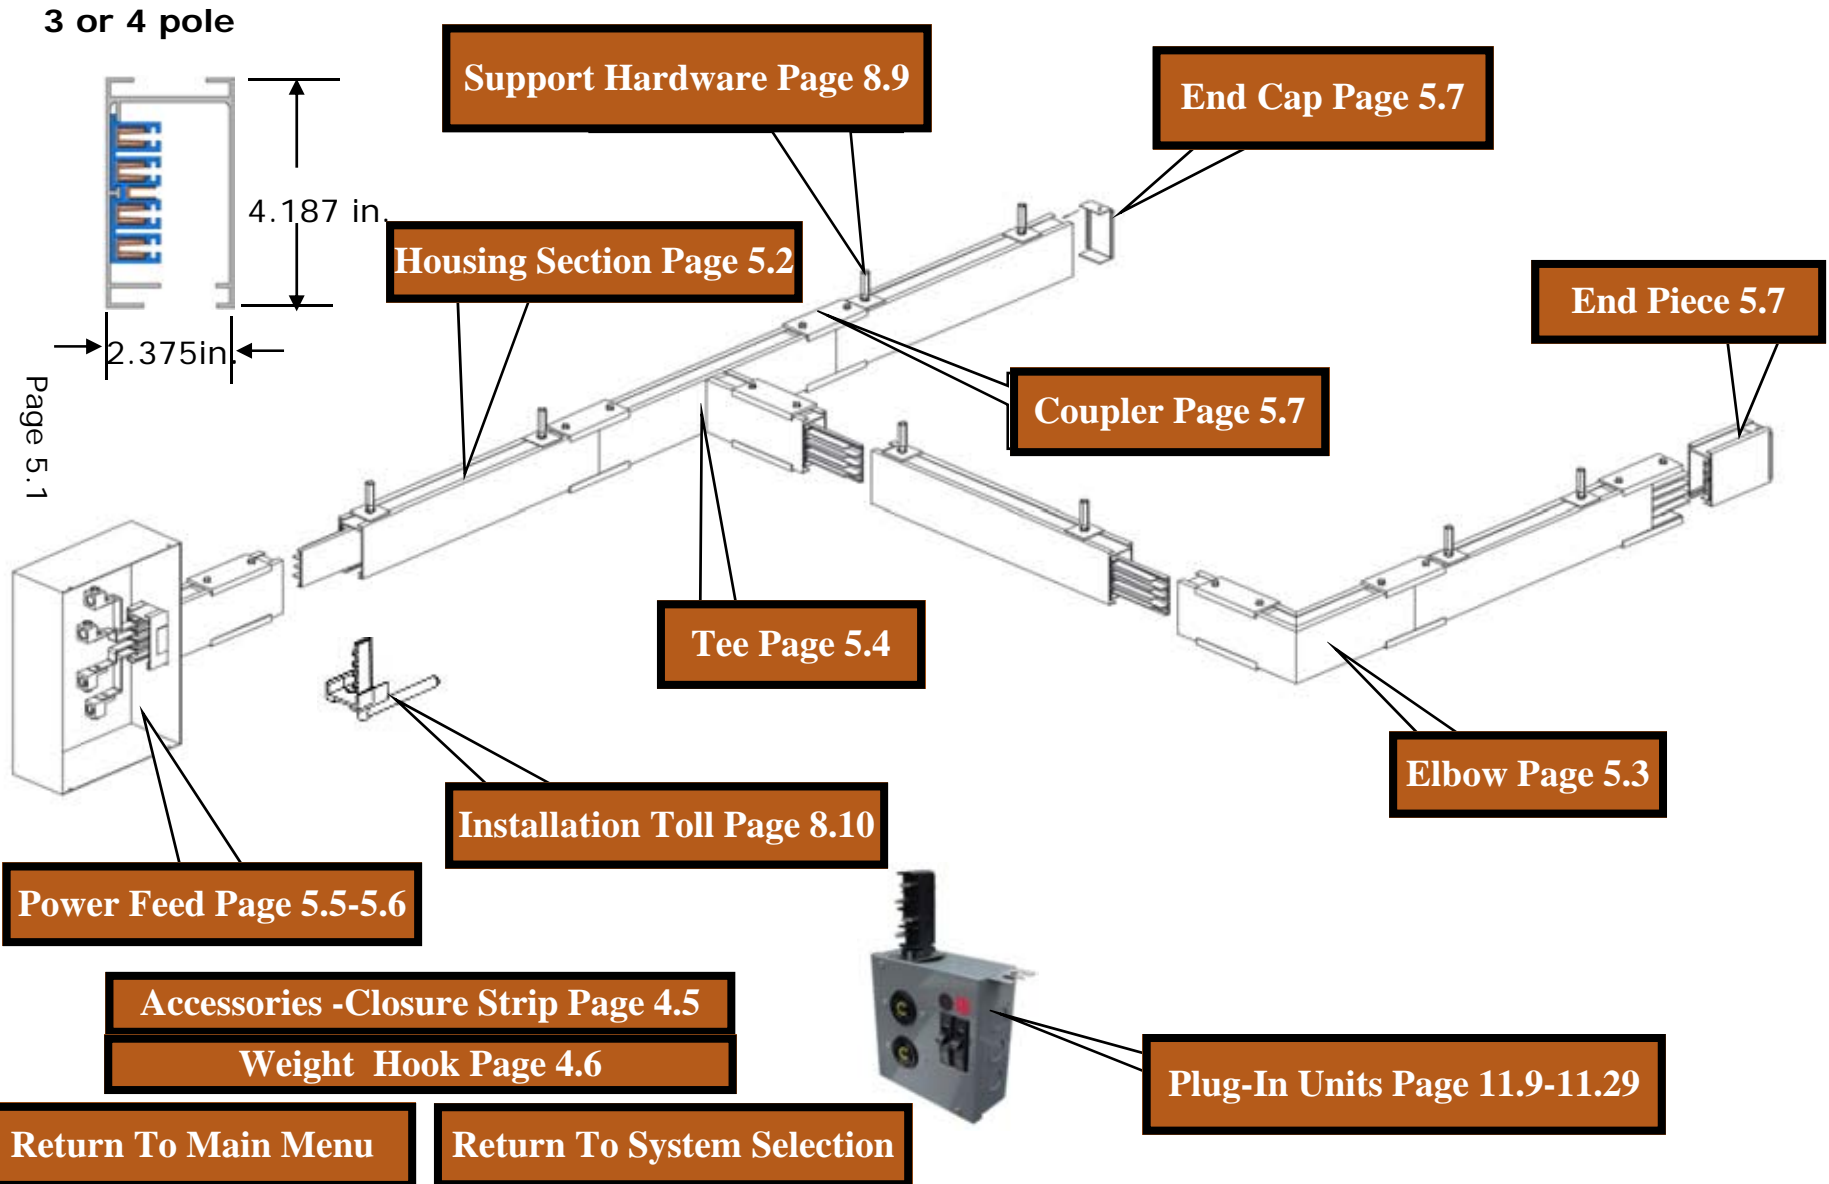 3 or 4 pole
Support Hardware Page 8.9
End Cap Page 5.7
4.187 in.
Housing Section Page 5.2
End Piece 5.7
2.375in.
Coupler Page 5.7
Page 5.1
Tee Page 5.4
Elbow Page 5.3
Installation Toll Page 8.10
Power Feed Page 5.5-5.6
Accessories -Closure Strip Page 4.5
Weight  Hook Page 4.6
Plug-In Units Page 11.9-11.29
Return To Main Menu
Return To System Selection